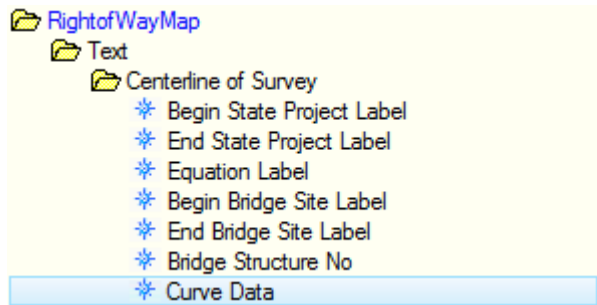 RightofWayMap
Text
Centerline of Survey
Begin State Project Label
End State Project Label
Equation Label
Begin Bridge Site Label
End Bridge Site Label
Bridge Structure No
Curve Data